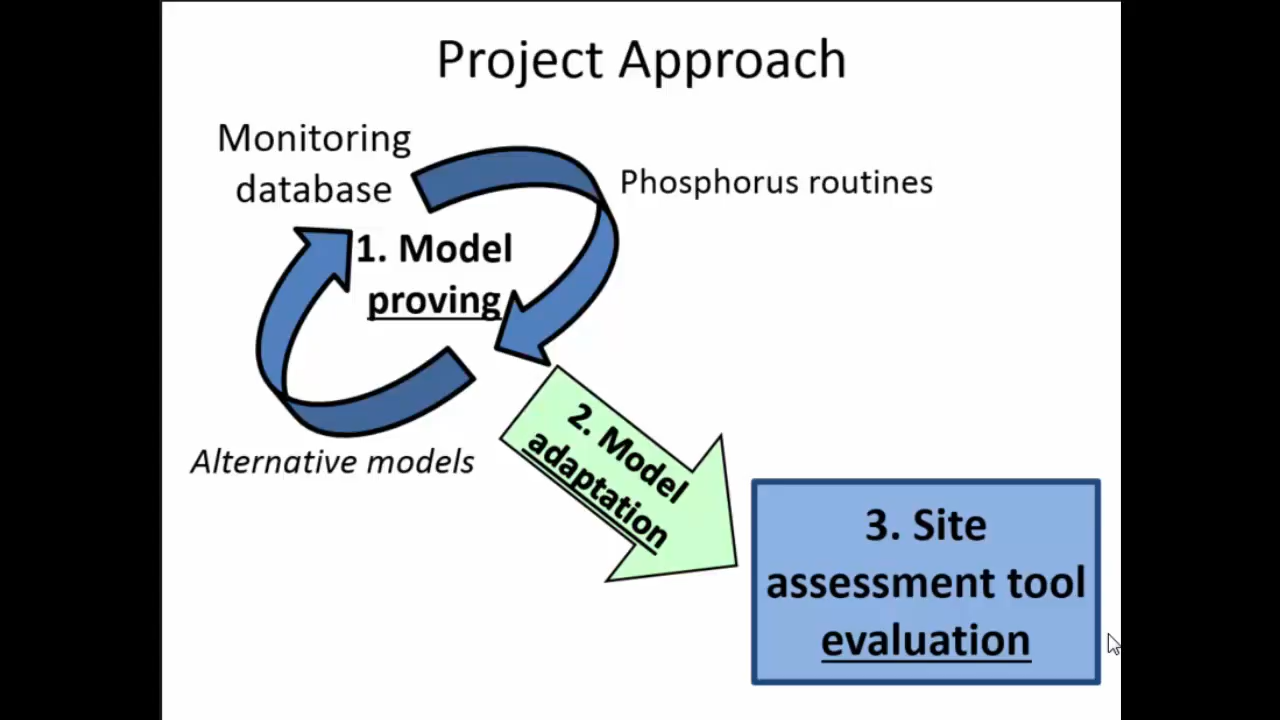 Project Approach
Monitoring
database
Phosphorus routines
1. Model
proving
Alternative models
2. Model
adaptation
3. Site
assessment tool
evaluation